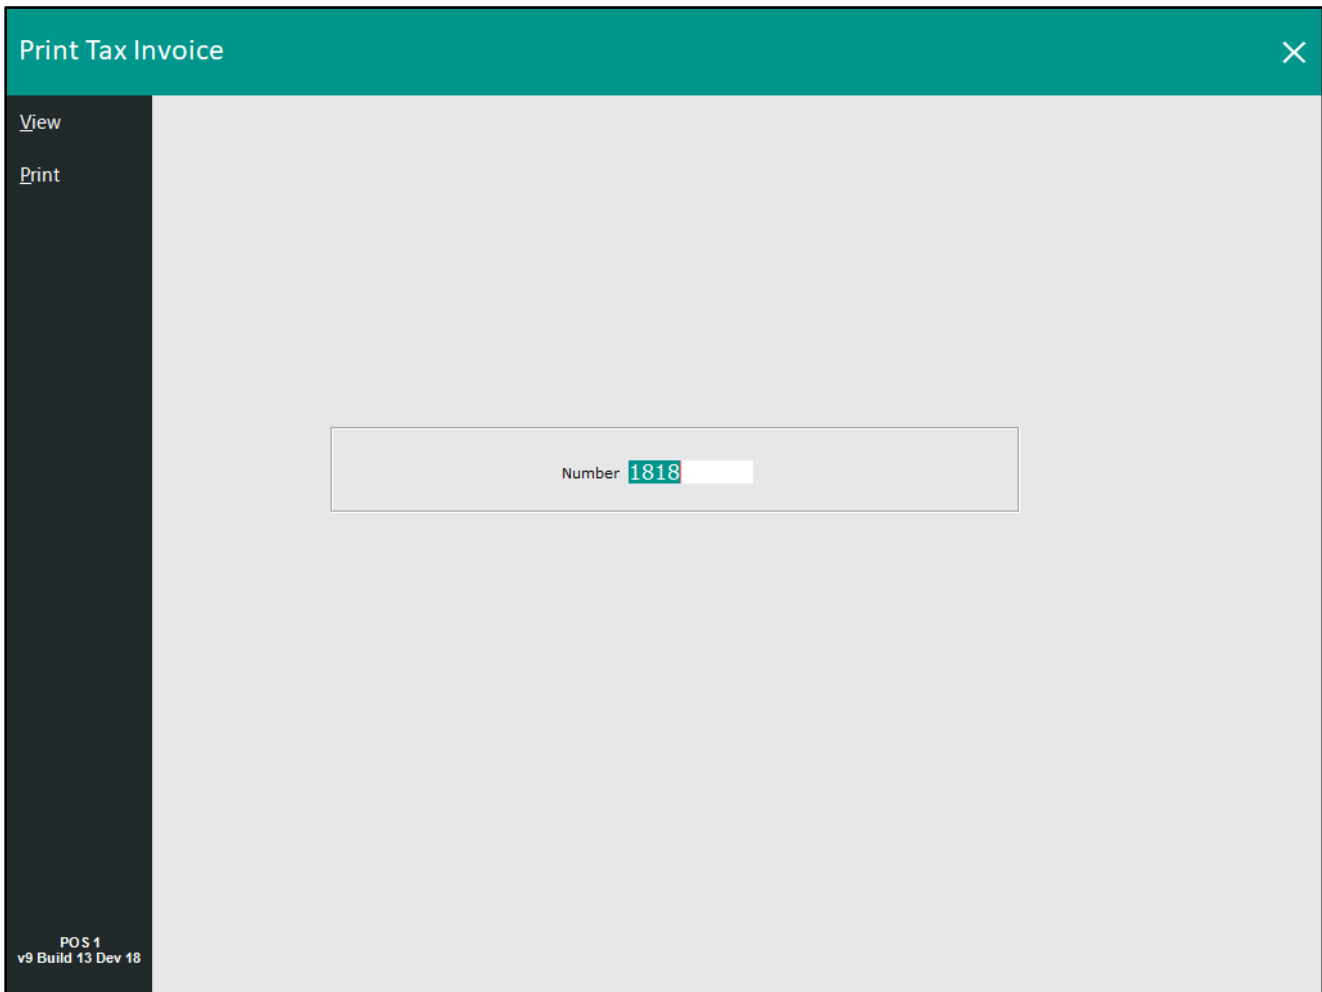 Print Tax Invoice
View
Print
Number 1818
POS 1
v9 Build 13 Dev 18